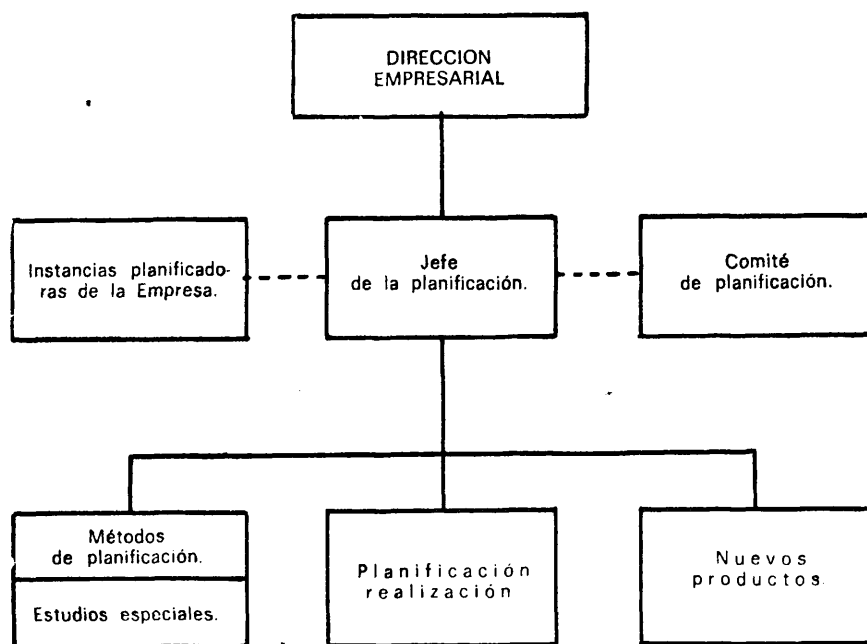 DIRECCION
EMPRESARIAL
Instancias planificado-
ras de la Empresa.
Jefe
de la planificación.
Comité
de planificación.
Métodos
de planificación.
Estudios especiales.
Planificación
realización
Nuevos
productos.